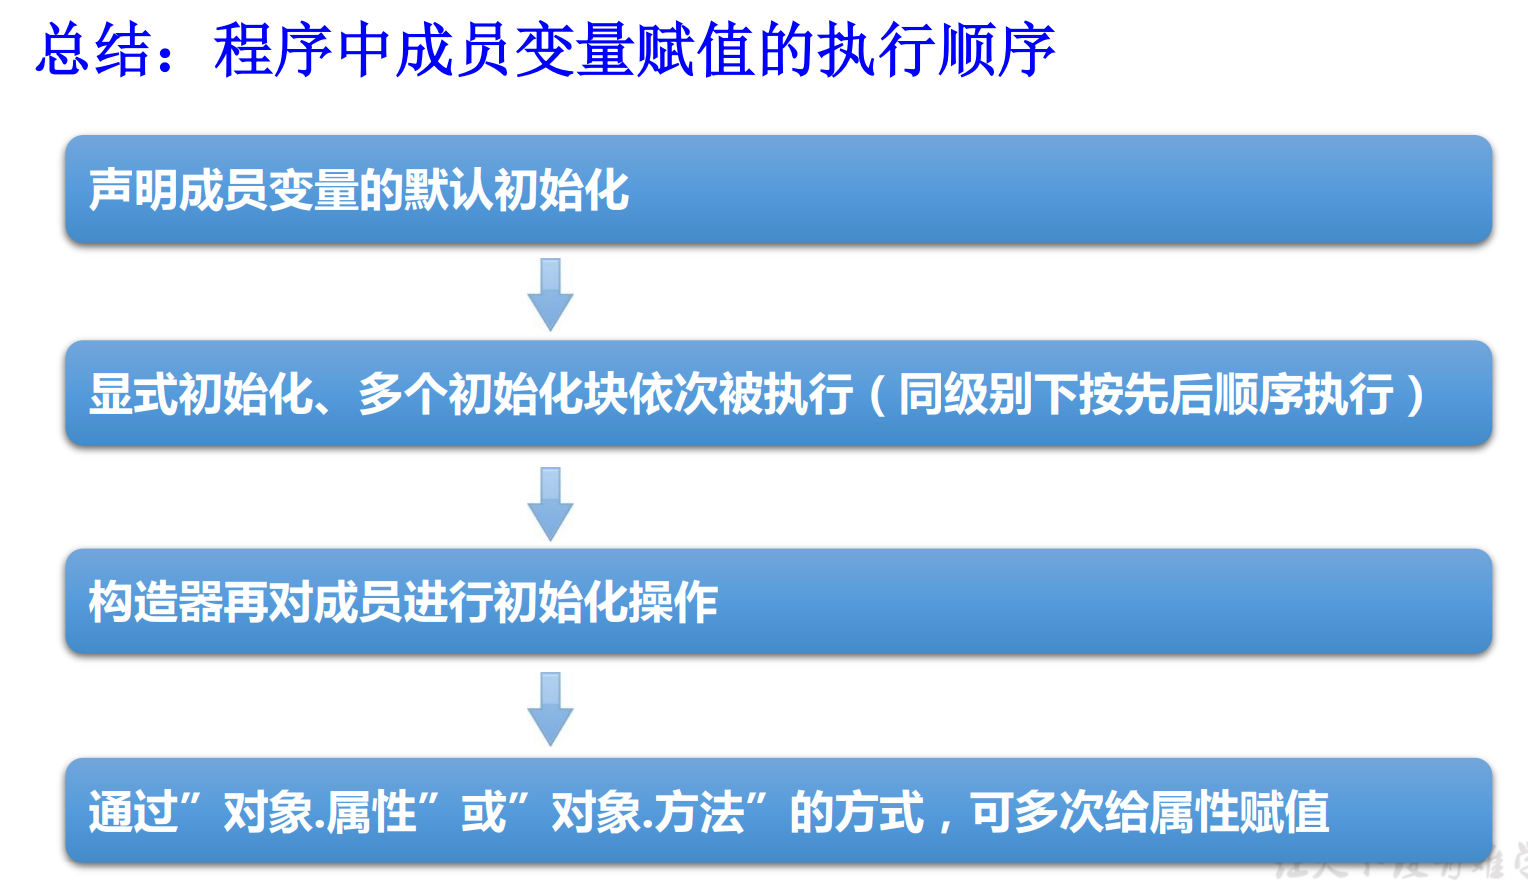 总结：程序中成员变量赋值的执行顺序
声明成员变量的默认初始化
显式初始化、多个初始化块依次被执行（同级别下按先后顺序执行）
构造器再对成员进行初始化操作
通过”对象.属性”或”对象.方法”的方式，可多次给属性赋值